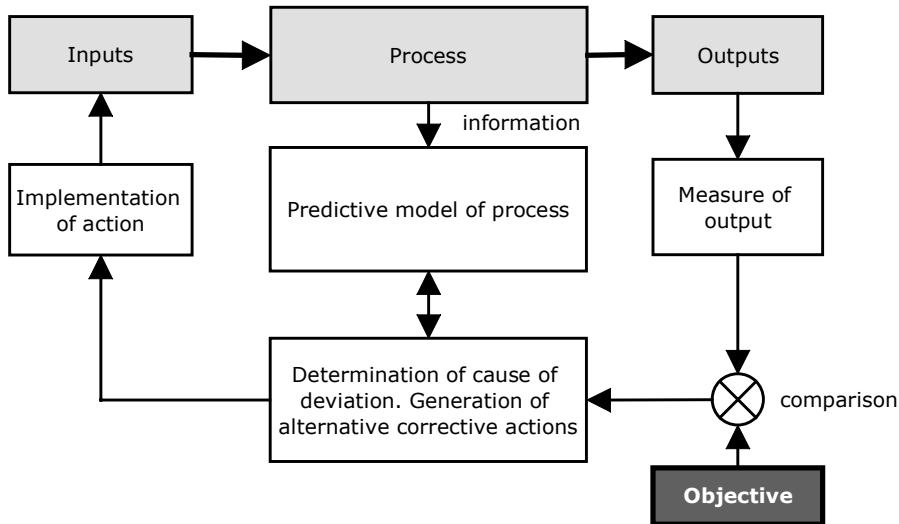 Inputs
Process
Outputs
information
Implementation
of action
Predictive model of process
Measure of
output
Determination of cause of
deviation. Generation of
alternative corrective actions
comparison
Objective